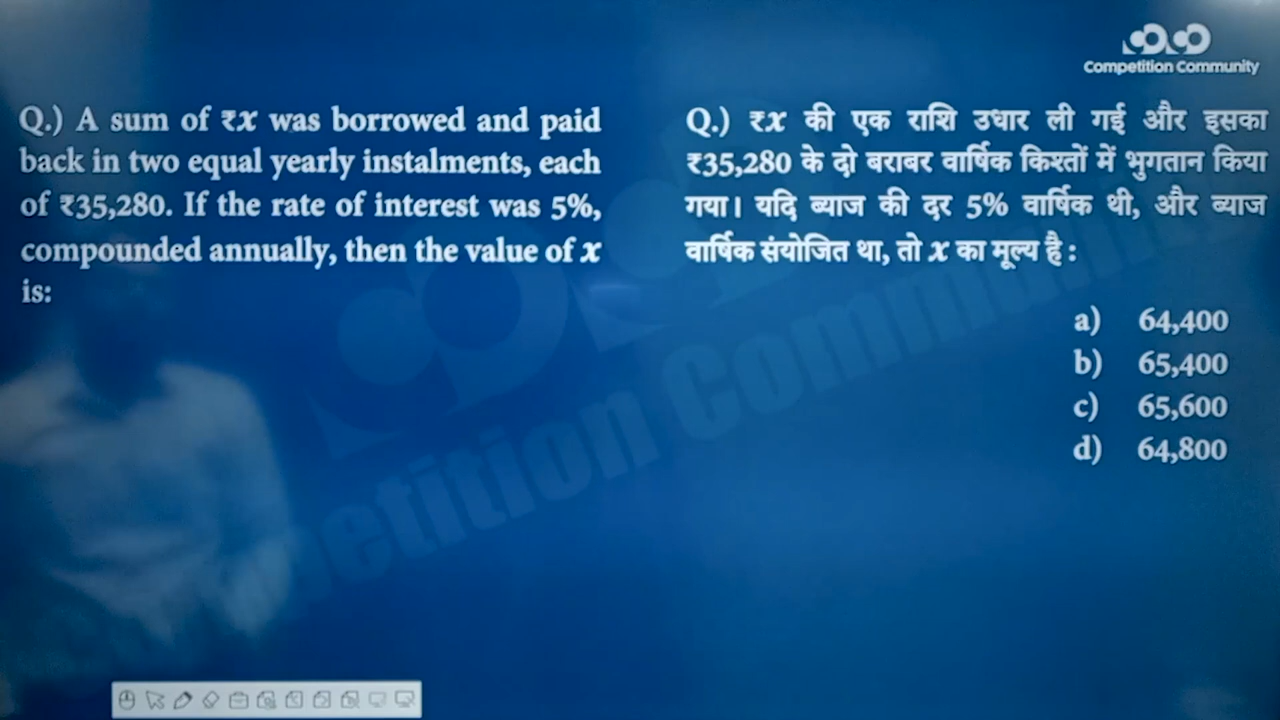 Competition Community
Q.) A sum of ₹x was borrowed and paid
back in two equal yearly instalments, each
of ₹35,280. If the rate of interest was 5%,
compounded annually, then the value of x
is:
Q.) ₹x की एक राशि उधार ली गई और इसका
₹35,280 के दो बराबर वार्षिक किश्तों में भुगतान किया
गया। यदि ब्याज की दर 5% वार्षिक थी, और ब्याज
वार्षिक संयोजित था, तो x का मूल्य है :
a) 64,400
b) 65,400
c) 65,600
d) 64,800
Competition Community